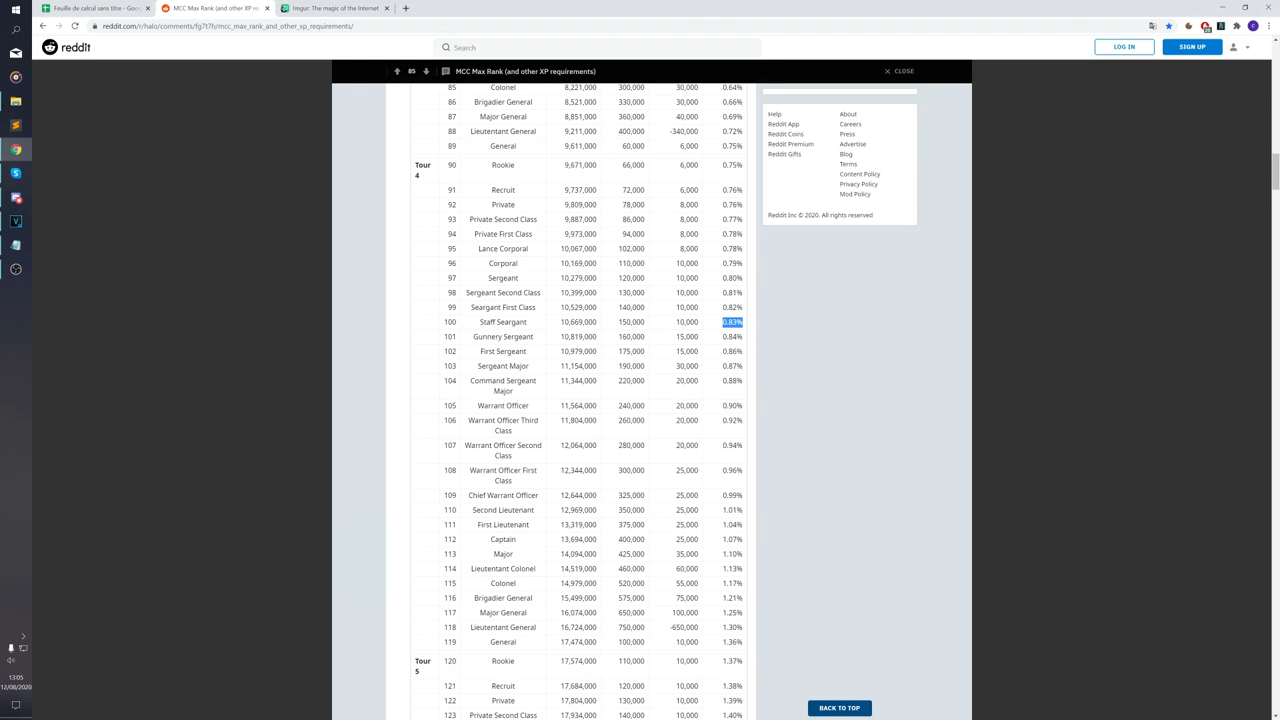 Feuille de calcul sans titre - Goog
MCC Max Rank (and other XP re
Imgur: The magic of the Internet
reddit.com/r/halo/comments/fg7t7h/mcc_max_rank_and_other_xp_requirements/
reddit
Search
LOG IN
SIGN UP
85 MCC Max Rank (and other XP requirements)
CLOSE
85 Colonel 8,221,000 300,000 30,000 0.64%
86 Brigadier General 8,521,000 330,000 30,000 0.66%
87 Major General 8,851,000 360,000 40,000 0.69%
88 Lieutentant General 9,211,000 400,000 -340,000 0.72%
89 General 9,611,000 60,000 6,000 0.75%
Tour 4 90 Rookie 9,671,000 66,000 6,000 0.75%
91 Recruit 9,737,000 72,000 6,000 0.76%
92 Private 9,809,000 78,000 8,000 0.76%
93 Private Second Class 9,887,000 86,000 8,000 0.77%
94 Private First Class 9,973,000 94,000 8,000 0.78%
95 Lance Corporal 10,067,000 102,000 8,000 0.78%
96 Corporal 10,169,000 110,000 10,000 0.79%
97 Sergeant 10,279,000 120,000 10,000 0.80%
98 Sergeant Second Class 10,399,000 130,000 10,000 0.81%
99 Seargant First Class 10,529,000 140,000 10,000 0.82%
100 Staff Seargant 10,669,000 150,000 10,000 0.83%
101 Gunnery Sergeant 10,819,000 160,000 15,000 0.84%
102 First Sergeant 10,979,000 175,000 15,000 0.86%
103 Sergeant Major 11,154,000 190,000 30,000 0.87%
104 Command Sergeant Major 11,344,000 220,000 20,000 0.88%
105 Warrant Officer 11,564,000 240,000 20,000 0.90%
106 Warrant Officer Third Class 11,804,000 260,000 20,000 0.92%
107 Warrant Officer Second Class 12,064,000 280,000 20,000 0.94%
108 Warrant Officer First Class 12,344,000 300,000 25,000 0.96%
109 Chief Warrant Officer 12,644,000 325,000 25,000 0.99%
110 Second Lieutenant 12,969,000 350,000 25,000 1.01%
111 First Lieutenant 13,319,000 375,000 25,000 1.04%
112 Captain 13,694,000 400,000 25,000 1.07%
113 Major 14,094,000 425,000 35,000 1.10%
114 Lieutentant Colonel 14,519,000 460,000 60,000 1.13%
115 Colonel 14,979,000 520,000 55,000 1.17%
116 Brigadier General 15,499,000 575,000 75,000 1.21%
117 Major General 16,074,000 650,000 100,000 1.25%
118 Lieutentant General 16,724,000 750,000 -650,000 1.30%
119 General 17,474,000 100,000 10,000 1.36%
Tour 5 120 Rookie 17,574,000 110,000 10,000 1.37%
121 Recruit 17,684,000 120,000 10,000 1.38%
122 Private 17,804,000 130,000 10,000 1.39%
123 Private Second Class 17,934,000 140,000 10,000 1.40%
Help About
Reddit App Careers
Reddit Coins Press
Reddit Premium Advertise
Reddit Gifts Blog
Terms
Content Policy
Privacy Policy
Mod Policy
Reddit Inc © 2020. All rights reserved
BACK TO TOP
13:05
12/08/2020